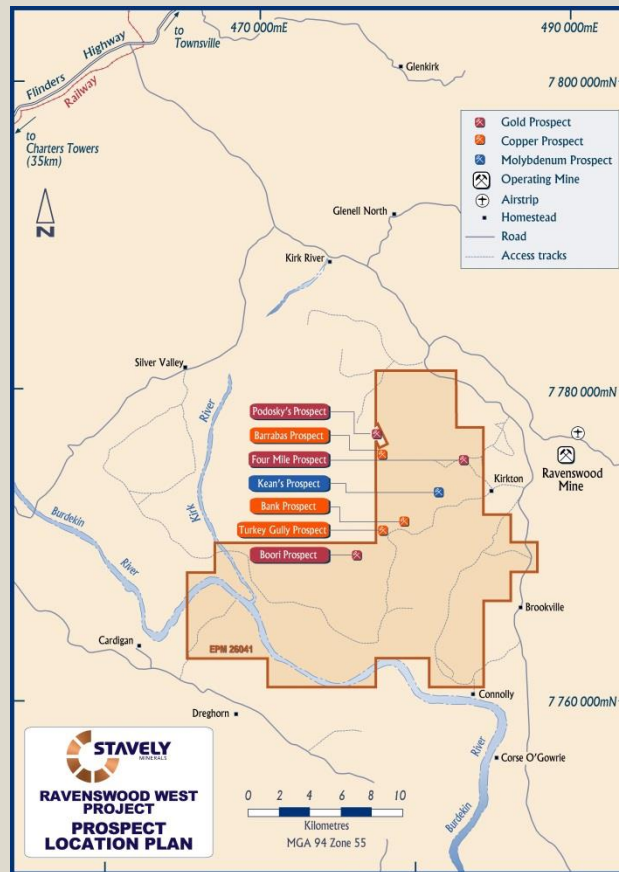 470 000mE
490 000mE
to
Townsville
Flinders Highway
Railway
Glenkirk
7 800 000mN
to
Charters Towers
(35km)
Gold Prospect
Copper Prospect
Molybdenum Prospect
Operating Mine
Airstrip
Homestead
Road
Access tracks
N
Glenell North
Kirk River
Silver Valley
7 780 000mN
Podosky's Prospect
Barrabas Prospect
Four Mile Prospect
Kean's Prospect
Bank Prospect
Turkey Gully Prospect
Boori Prospect
Kirk River
Kirkton
Ravenswood
Mine
Burdekin River
Brookville
Cardigan
EPM 26041
Connolly
7 760 000mN
Dreghorn
Corse O'Gowrie
Burdekin River
STAVELY
MINERALS
RAVENSWOOD WEST
PROJECT
PROSPECT
LOCATION PLAN
0 2 4 6 8 10
Kilometres
MGA 94 Zone 55